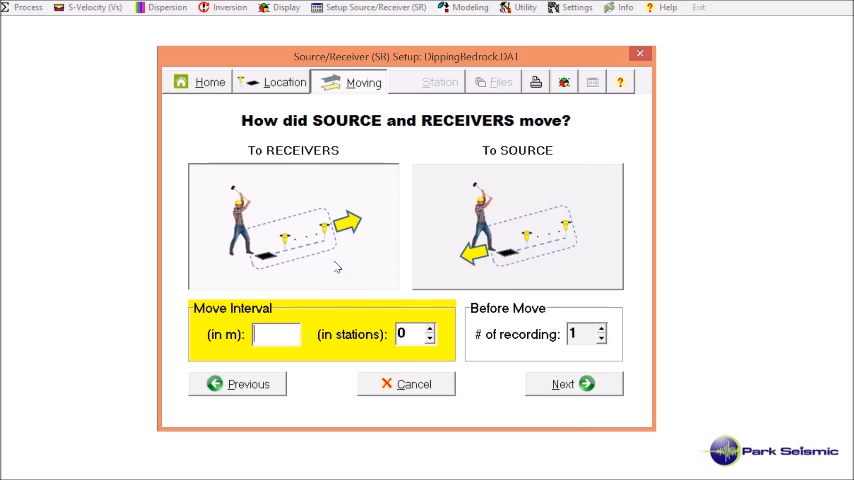 Process S-Velocity (Vs) Dispersion Inversion Display Setup Source/Receiver (SR) Modeling Utility Settings Info ? Help Exit
Source/Receiver (SR) Setup: DippingBedrock.DAT
Home Location Moving Station Files ?
How did SOURCE and RECEIVERS move?
To RECEIVERS To SOURCE
Move Interval Before Move
(in m): (in stations): 0 # of recording: 1
Previous Cancel Next
Park Seismic